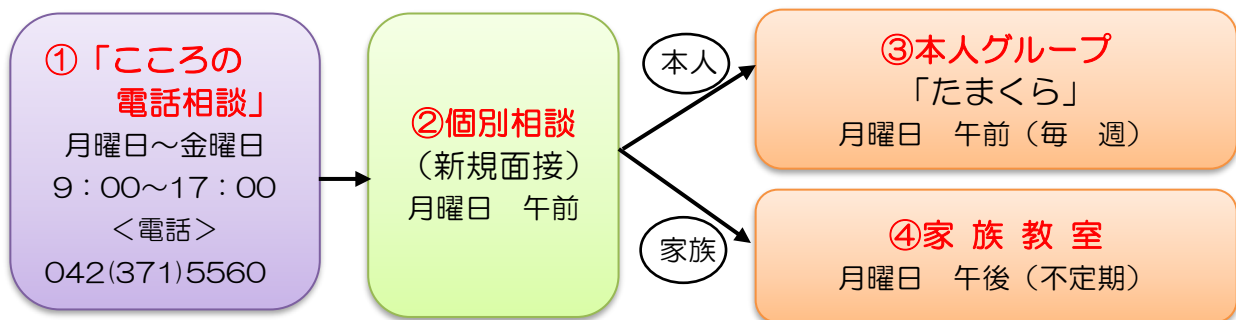 ①「こころの
電話相談」
月曜日～金曜日
9：00～17：00
＜電話＞
042(371)5560
②個別相談
（新規面接）
月曜日　午前
本人
家族
③本人グループ
「たまくら」
月曜日　午前（毎　週）
④家 族 教 室
月曜日　午後（不定期）